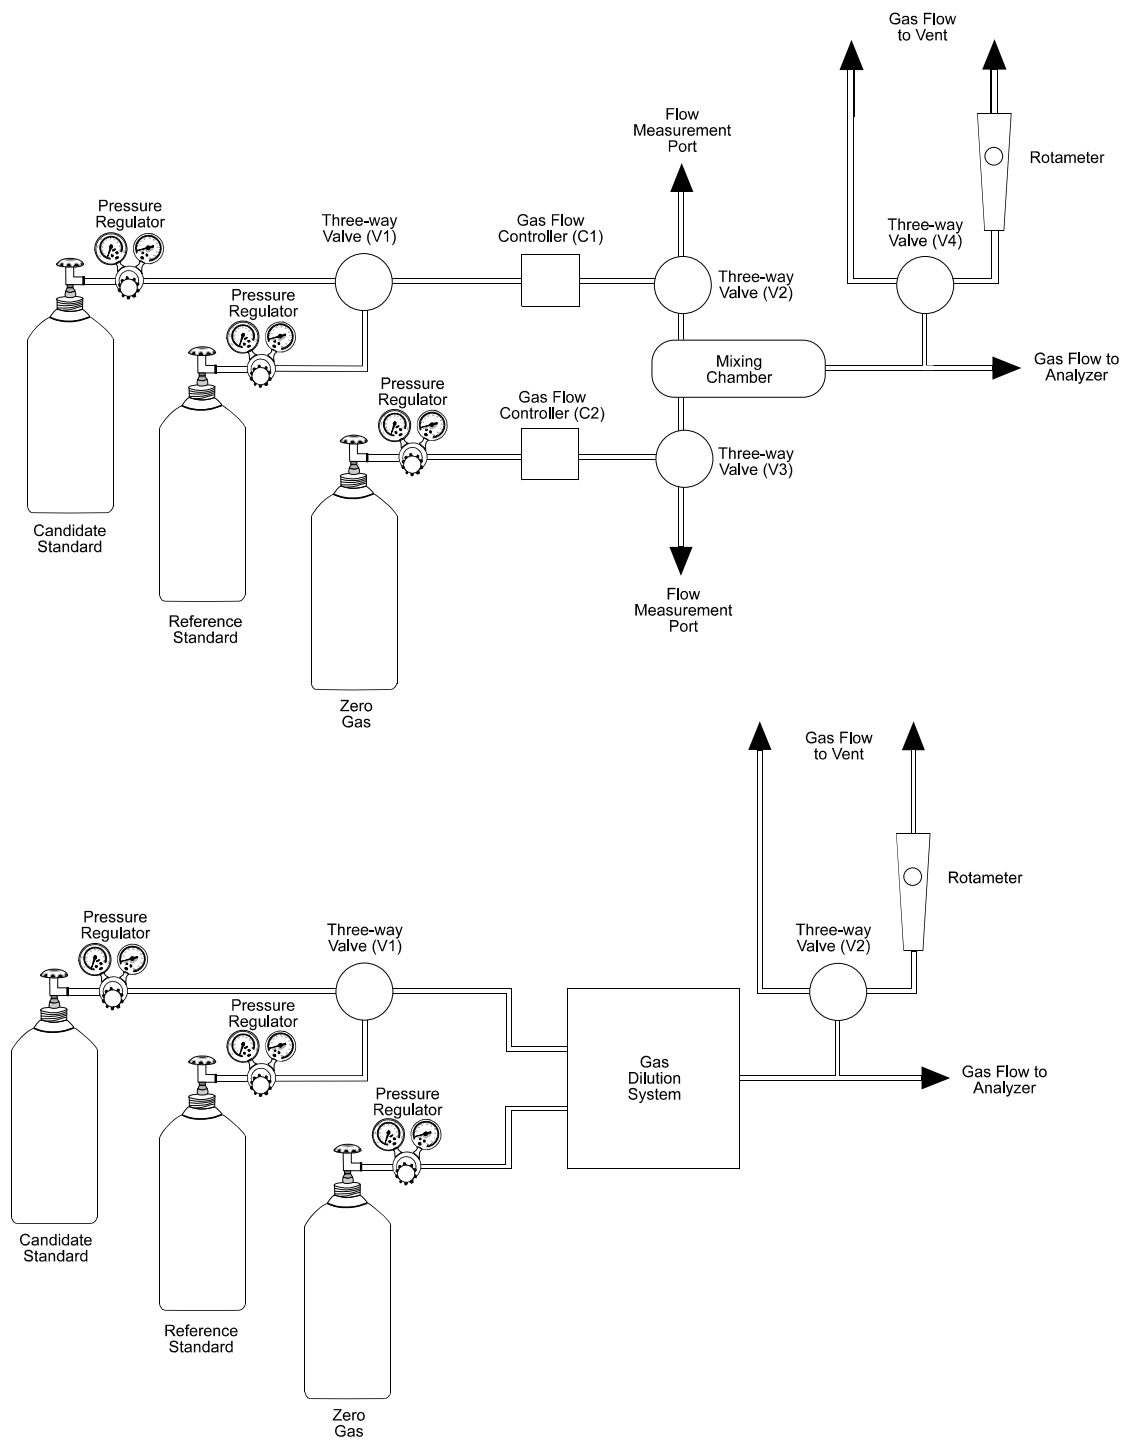 Gas Flow
to Vent
Flow
Measurement
Port
Rotameter
Pressure
Regulator
Three-way
Valve (V1)
Gas Flow
Controller (C1)
Three-way
Valve (V4)
Three-way
Valve (V2)
Pressure
Regulator
Mixing
Chamber
Gas Flow to
Analyzer
Pressure
Regulator
Gas Flow
Controller (C2)
Three-way
Valve (V3)
Candidate
Standard
Flow
Measurement
Port
Reference
Standard
Zero
Gas
Gas Flow
to Vent
Rotameter
Pressure
Regulator
Three-way
Valve (V1)
Three-way
Valve (V2)
Pressure
Regulator
Gas
Dilution
System
Gas Flow to
Analyzer
Pressure
Regulator
Candidate
Standard
Reference
Standard
Zero
Gas